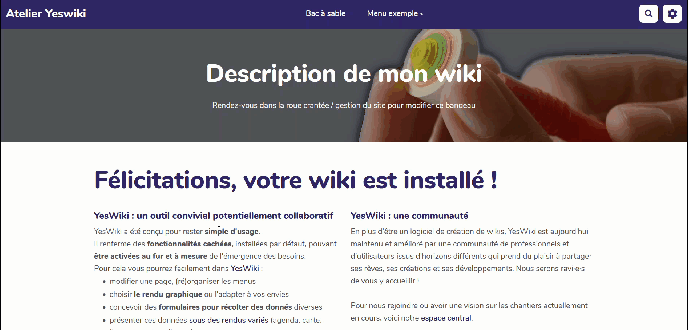 Atelier Yeswiki
Bac à sable
Menu exemple
Description de mon wiki
Rendez-vous dans la roue crantée / gestion du site pour modifier ce bandeau
Félicitations, votre wiki est installé !
YesWiki : un outil convivial potentiellement collaboratif
YesWiki a été conçu pour rester simple d'usage.
Il renferme des fonctionnalités cachées, installées par défaut, pouvant
être activées au fur et à mesure de l'émergence des besoins.
Pour cela vous pourrez facilement dans YesWiki :
modifier une page, (ré)organiser les menus
choisir le rendu graphique ou l'adapter à vos envies
concevoir des formulaires pour récolter des données diverses
présenter ces données sous des rendus variés (agenda, carte,
YesWiki : une communauté
En plus d'être un logiciel de création de wikis, YesWiki est aujourd'hui
maintenu et amélioré par une communauté de professionnels et
d'utilisateurs issus d'horizons différents qui prend du plaisir à partager
ses rêves, ses créations et ses développements. Nous serons ravi·e·s
de vous y accueillir !
Pour nous rejoindre ou avoir une vision sur les chantiers actuellement
en cours, voici notre espace central.